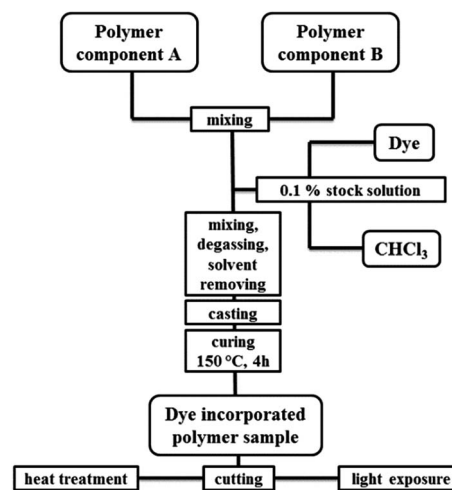 Polymer
component A
Polymer
component B
mixing
Dye
0.1 % stock solution
CHCl₃
mixing,
degassing,
solvent
removing
casting
curing
150 °C, 4h
Dye incorporated
polymer sample
heat treatment
cutting
light exposure